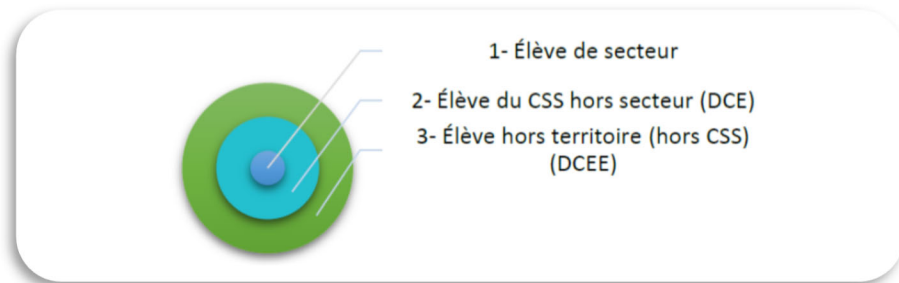 1- Élève de secteur
2- Élève du CSS hors secteur (DCE)
3- Élève hors territoire (hors CSS)
(DCEE)